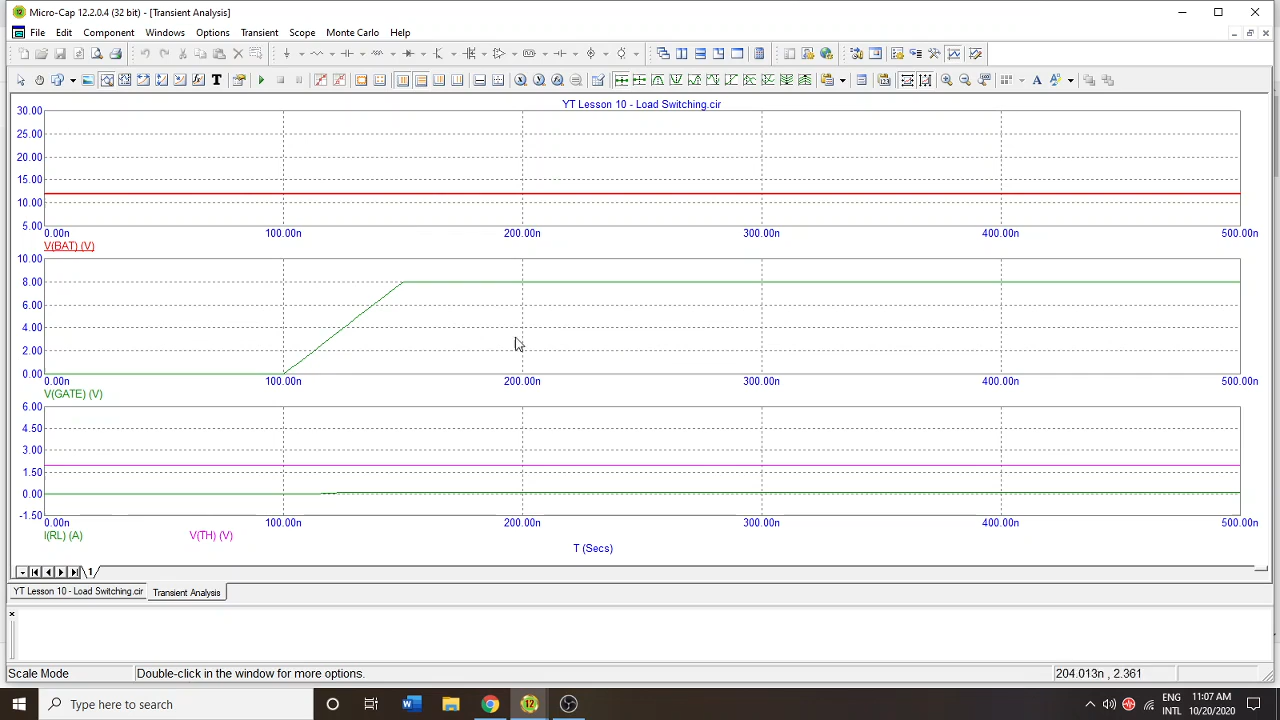 Micro-Cap 12.2.0.4 (32 bit) - [Transient Analysis]
File Edit Component Windows Options Transient Scope Monte Carlo Help
YT Lesson 10 - Load Switching.cir
30.00
25.00
20.00
15.00
10.00
5.00
0.00n 100.00n 200.00n 300.00n 400.00n 500.00n
V(BAT) (V)
10.00
8.00
6.00
4.00
2.00
0.00
0.00n 100.00n 200.00n 300.00n 400.00n 500.00n
V(GATE) (V)
6.00
4.50
3.00
1.50
0.00
-1.50
0.00n 100.00n 200.00n 300.00n 400.00n 500.00n
I(RL) (A) V(TH) (V)
T (Secs)
1
YT Lesson 10 - Load Switching.cir Transient Analysis
Scale Mode Double-click in the window for more options. 204.013n , 2.361
Type here to search
12
ENG 11:07 AM
INTL 10/20/2020